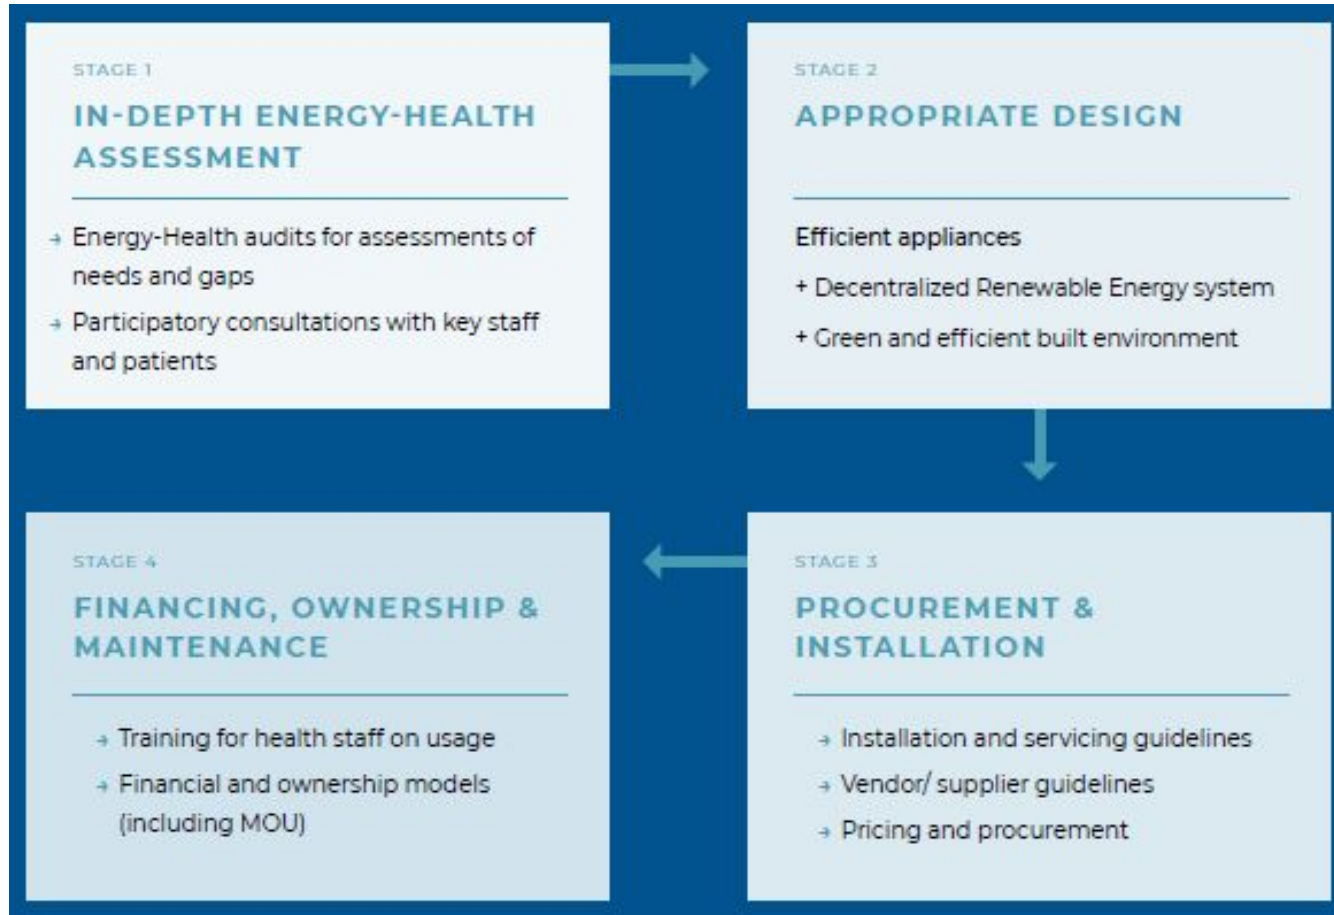 STAGE 1
IN-DEPTH ENERGY-HEALTH
ASSESSMENT
→ Energy-Health audits for assessments of
needs and gaps
→ Participatory consultations with key staff
and patients
STAGE 2
APPROPRIATE DESIGN
Efficient appliances
+ Decentralized Renewable Energy system
+ Green and efficient built environment
STAGE 3
PROCUREMENT &
INSTALLATION
→ Installation and servicing guidelines
→ Vendor/ supplier guidelines
→ Pricing and procurement
STAGE 4
FINANCING, OWNERSHIP &
MAINTENANCE
→ Training for health staff on usage
→ Financial and ownership models
(including MOU)